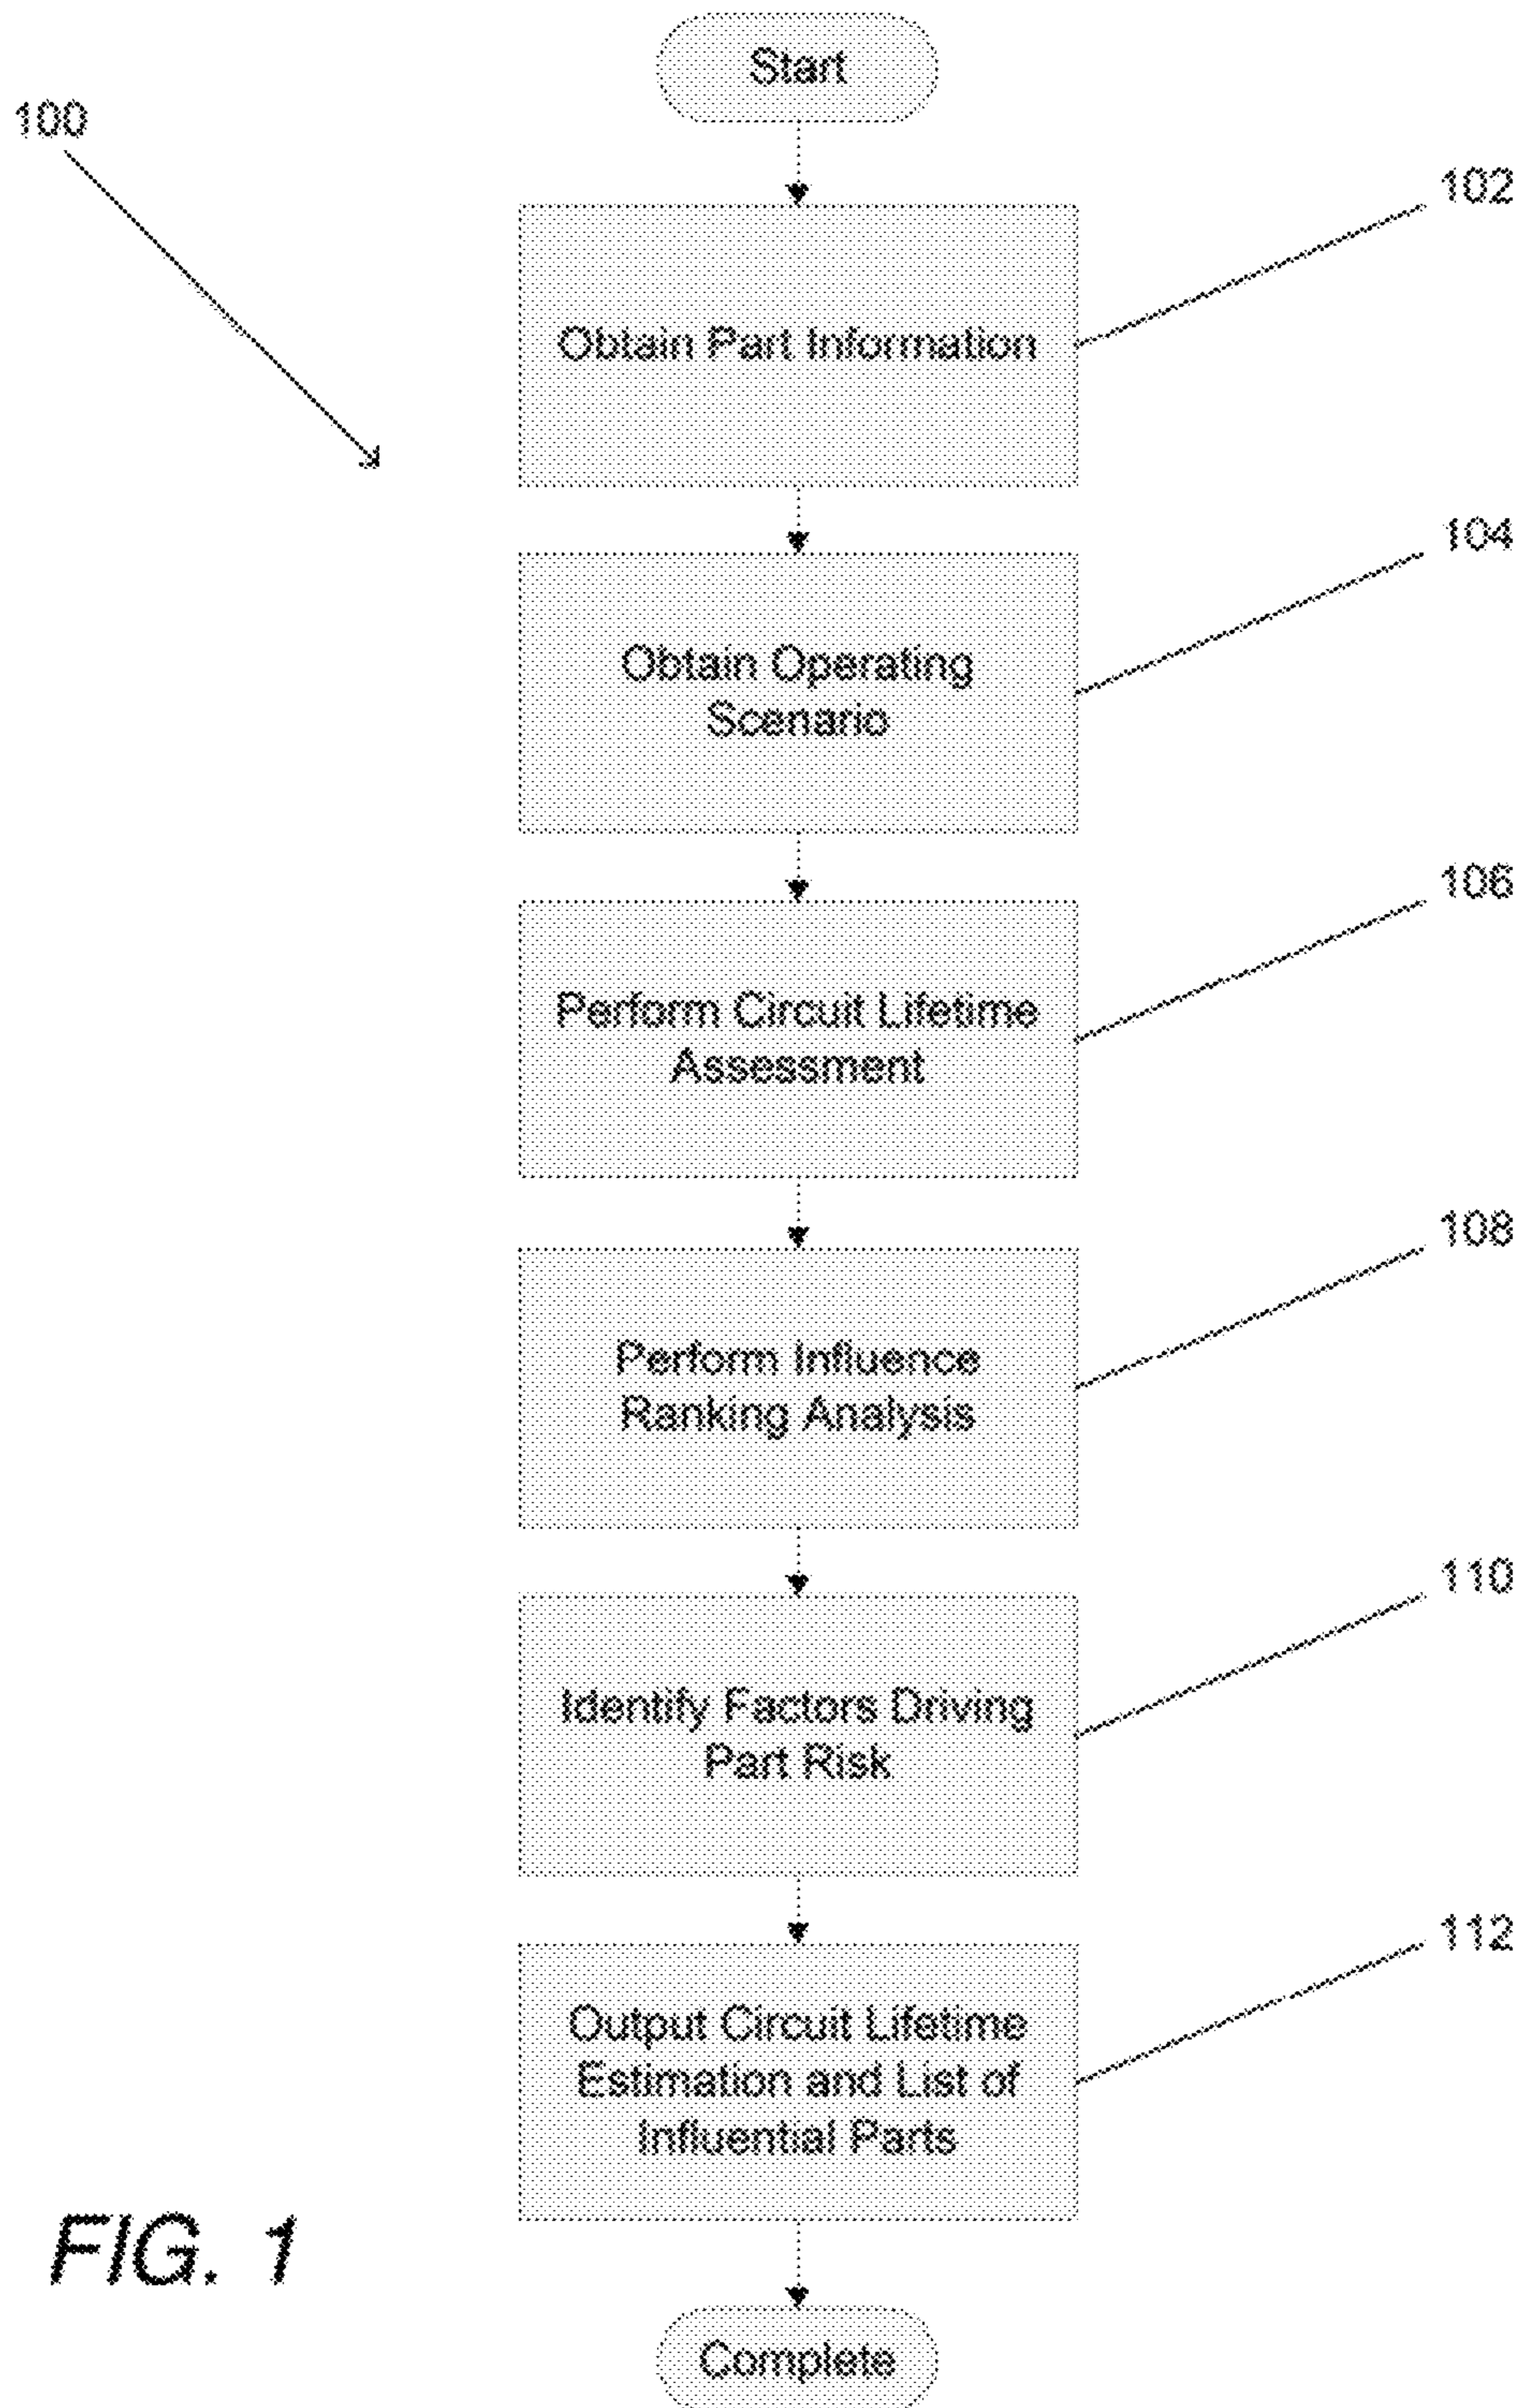 Start
100
102
Obtain Part Information
104
Obtain Operating
Scenario
106
Perform Circuit Lifetime
Assessment
108
Perform Influence
Ranking Analysis
110
Identify Factors Driving
Part Risk
112
Output Circuit Lifetime
Estimation and List of
Influential Parts
FIG. 1
Complete